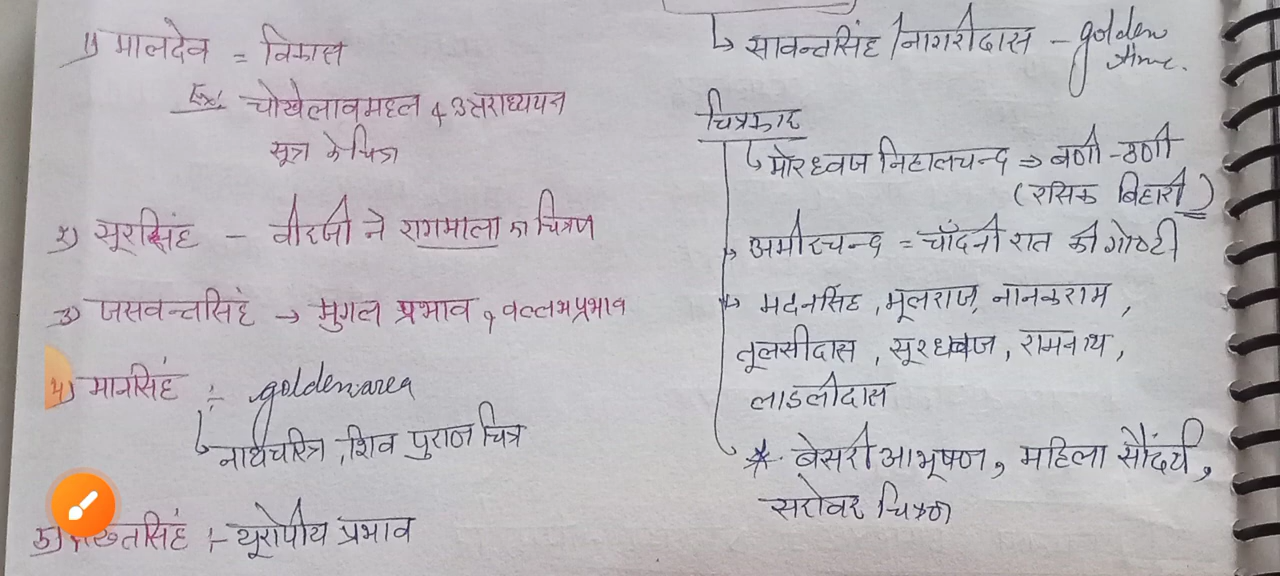 1) मालदेव = विकास
Ex! चोखेलावमहल & उत्तराध्ययन
सूत्र के चित्र
2) सूरसिंह - वीरजी ने रागमाला का चित्रण
3) जसवन्तसिहं → मुगल प्रभाव & वल्लभप्रभाव
4) मानसिंह :- golden area
नाथचरित्र, शिव पुराण चित्र
5) :- यूरोपीय प्रभाव
↳ सावन्तसिंह / नागरीदास - golden
time.
चित्रकार
↳ मोरध्वज निहालचन्द ⇒ बणी-ठणी
(रसिक बिहारी)
→ अमीरचन्द = चाँदनी रात की गोष्टी
→ मदनसिंह, मूलराज, नानकराम,
तूलसीदास, सूरध्वज, रामनाथ,
लाडलीदास
* बेसरी आभूषण, महिला सौंदर्य,
सरोवर चित्रण